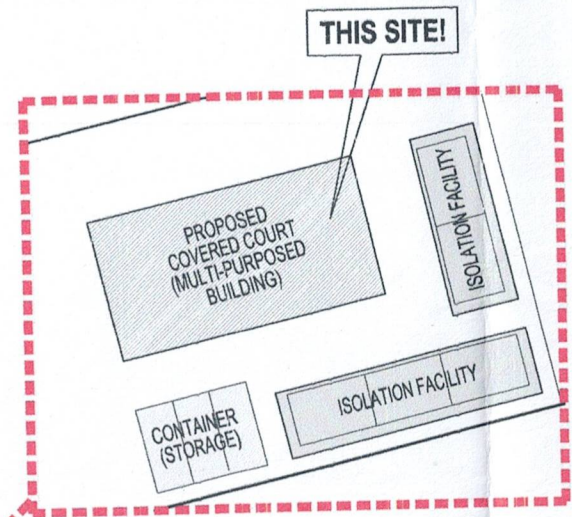 THIS SITE!
PROPOSED
COVERED COURT
(MULTI-PURPOSED
BUILDING)
ISOLATION FACILITY
ISOLATION FACILITY
CONTAINER
(STORAGE)